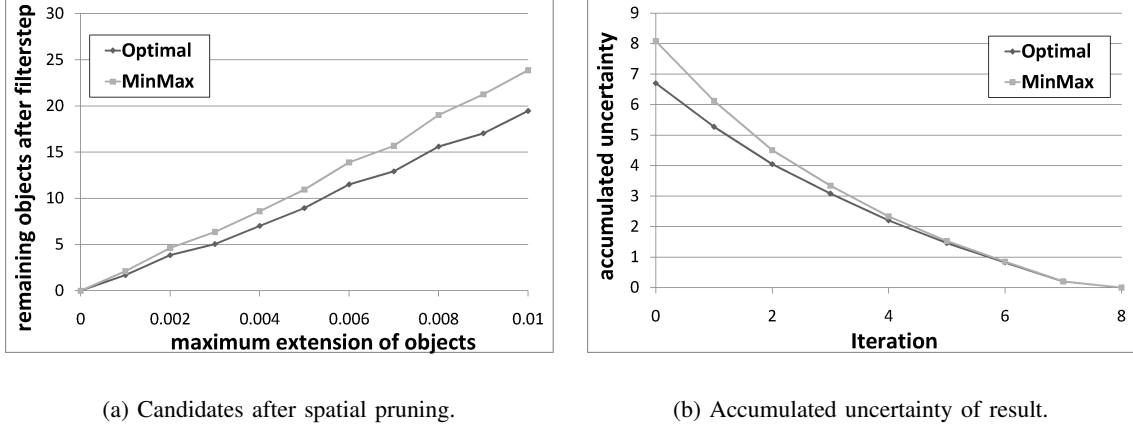 remaining objects after filterstep
30
25
20
15
10
5
0
Optimal
MinMax
0 0.002 0.004 0.006 0.008 0.01
maximum extension of objects
(a) Candidates after spatial pruning.
accumulated uncertainty
9
8
7
6
5
4
3
2
1
0
Optimal
MinMax
0 2 4 6 8
Iteration
(b) Accumulated uncertainty of result.